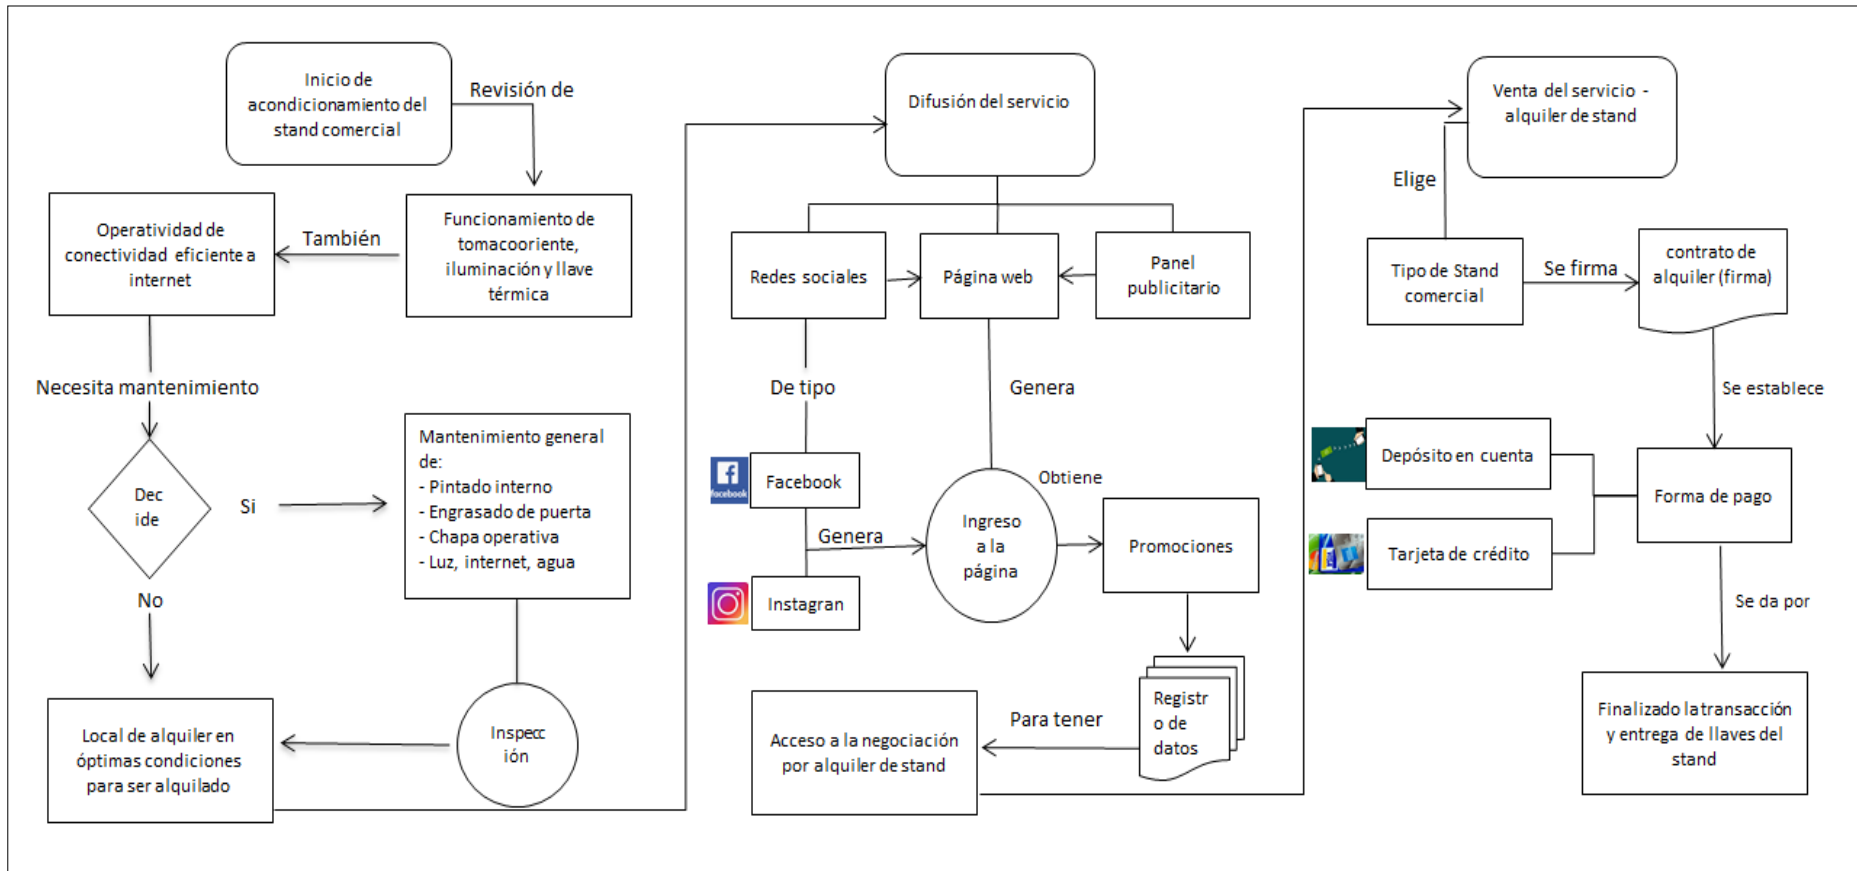 Inicio de
acondicionamiento del
stand comercial
Revisión de
Funcionamiento de
tomacooriente,
iluminación y llave
térmica
También
Operatividad de
conectividad eficiente a
internet
Necesita mantenimiento
Dec
ide
Si
Mantenimiento general
de:
- Pintado interno
- Engrasado de puerta
- Chapa operativa
- Luz, internet, agua
No
Inspecc
ión
Local de alquiler en
óptimas condiciones
para ser alquilado
Difusión del servicio
Redes sociales
Página web
Panel
publicitario
De tipo
Genera
facebook
Facebook
Genera
Instagran
Ingreso
a la
página
Obtiene
Promociones
Registr
o de
datos
Para tener
Acceso a la negociación
por alquiler de stand
Venta del servicio -
alquiler de stand
Elige
Tipo de Stand
comercial
Se firma
contrato de
alquiler (firma)
Se establece
Depósito en cuenta
Forma de pago
Tarjeta de crédito
Se da por
Finalizado la transacción
y entrega de llaves del
stand